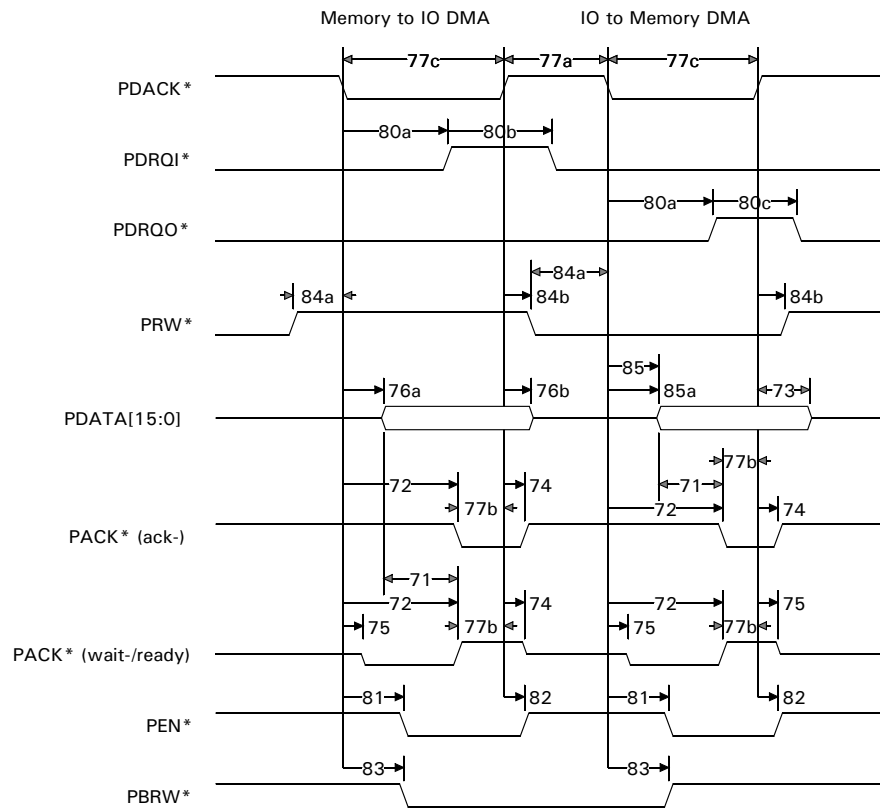 Memory to IO DMA IO to Memory DMA
77c 77a 77c
PDACK*
80a 80b
PDRQI*
80a 80c
PDRQO*
84a
84a 84b 84b
PRW*
85
76a 76b 85a 73
PDATA[15:0]
77b
72 74 71
77b 72 74
PACK* (ack-)
71
72 74 72 75
75 77b 75 77b
PACK* (wait-/ready)
81 82 81 82
PEN*
83 83
PBRW*